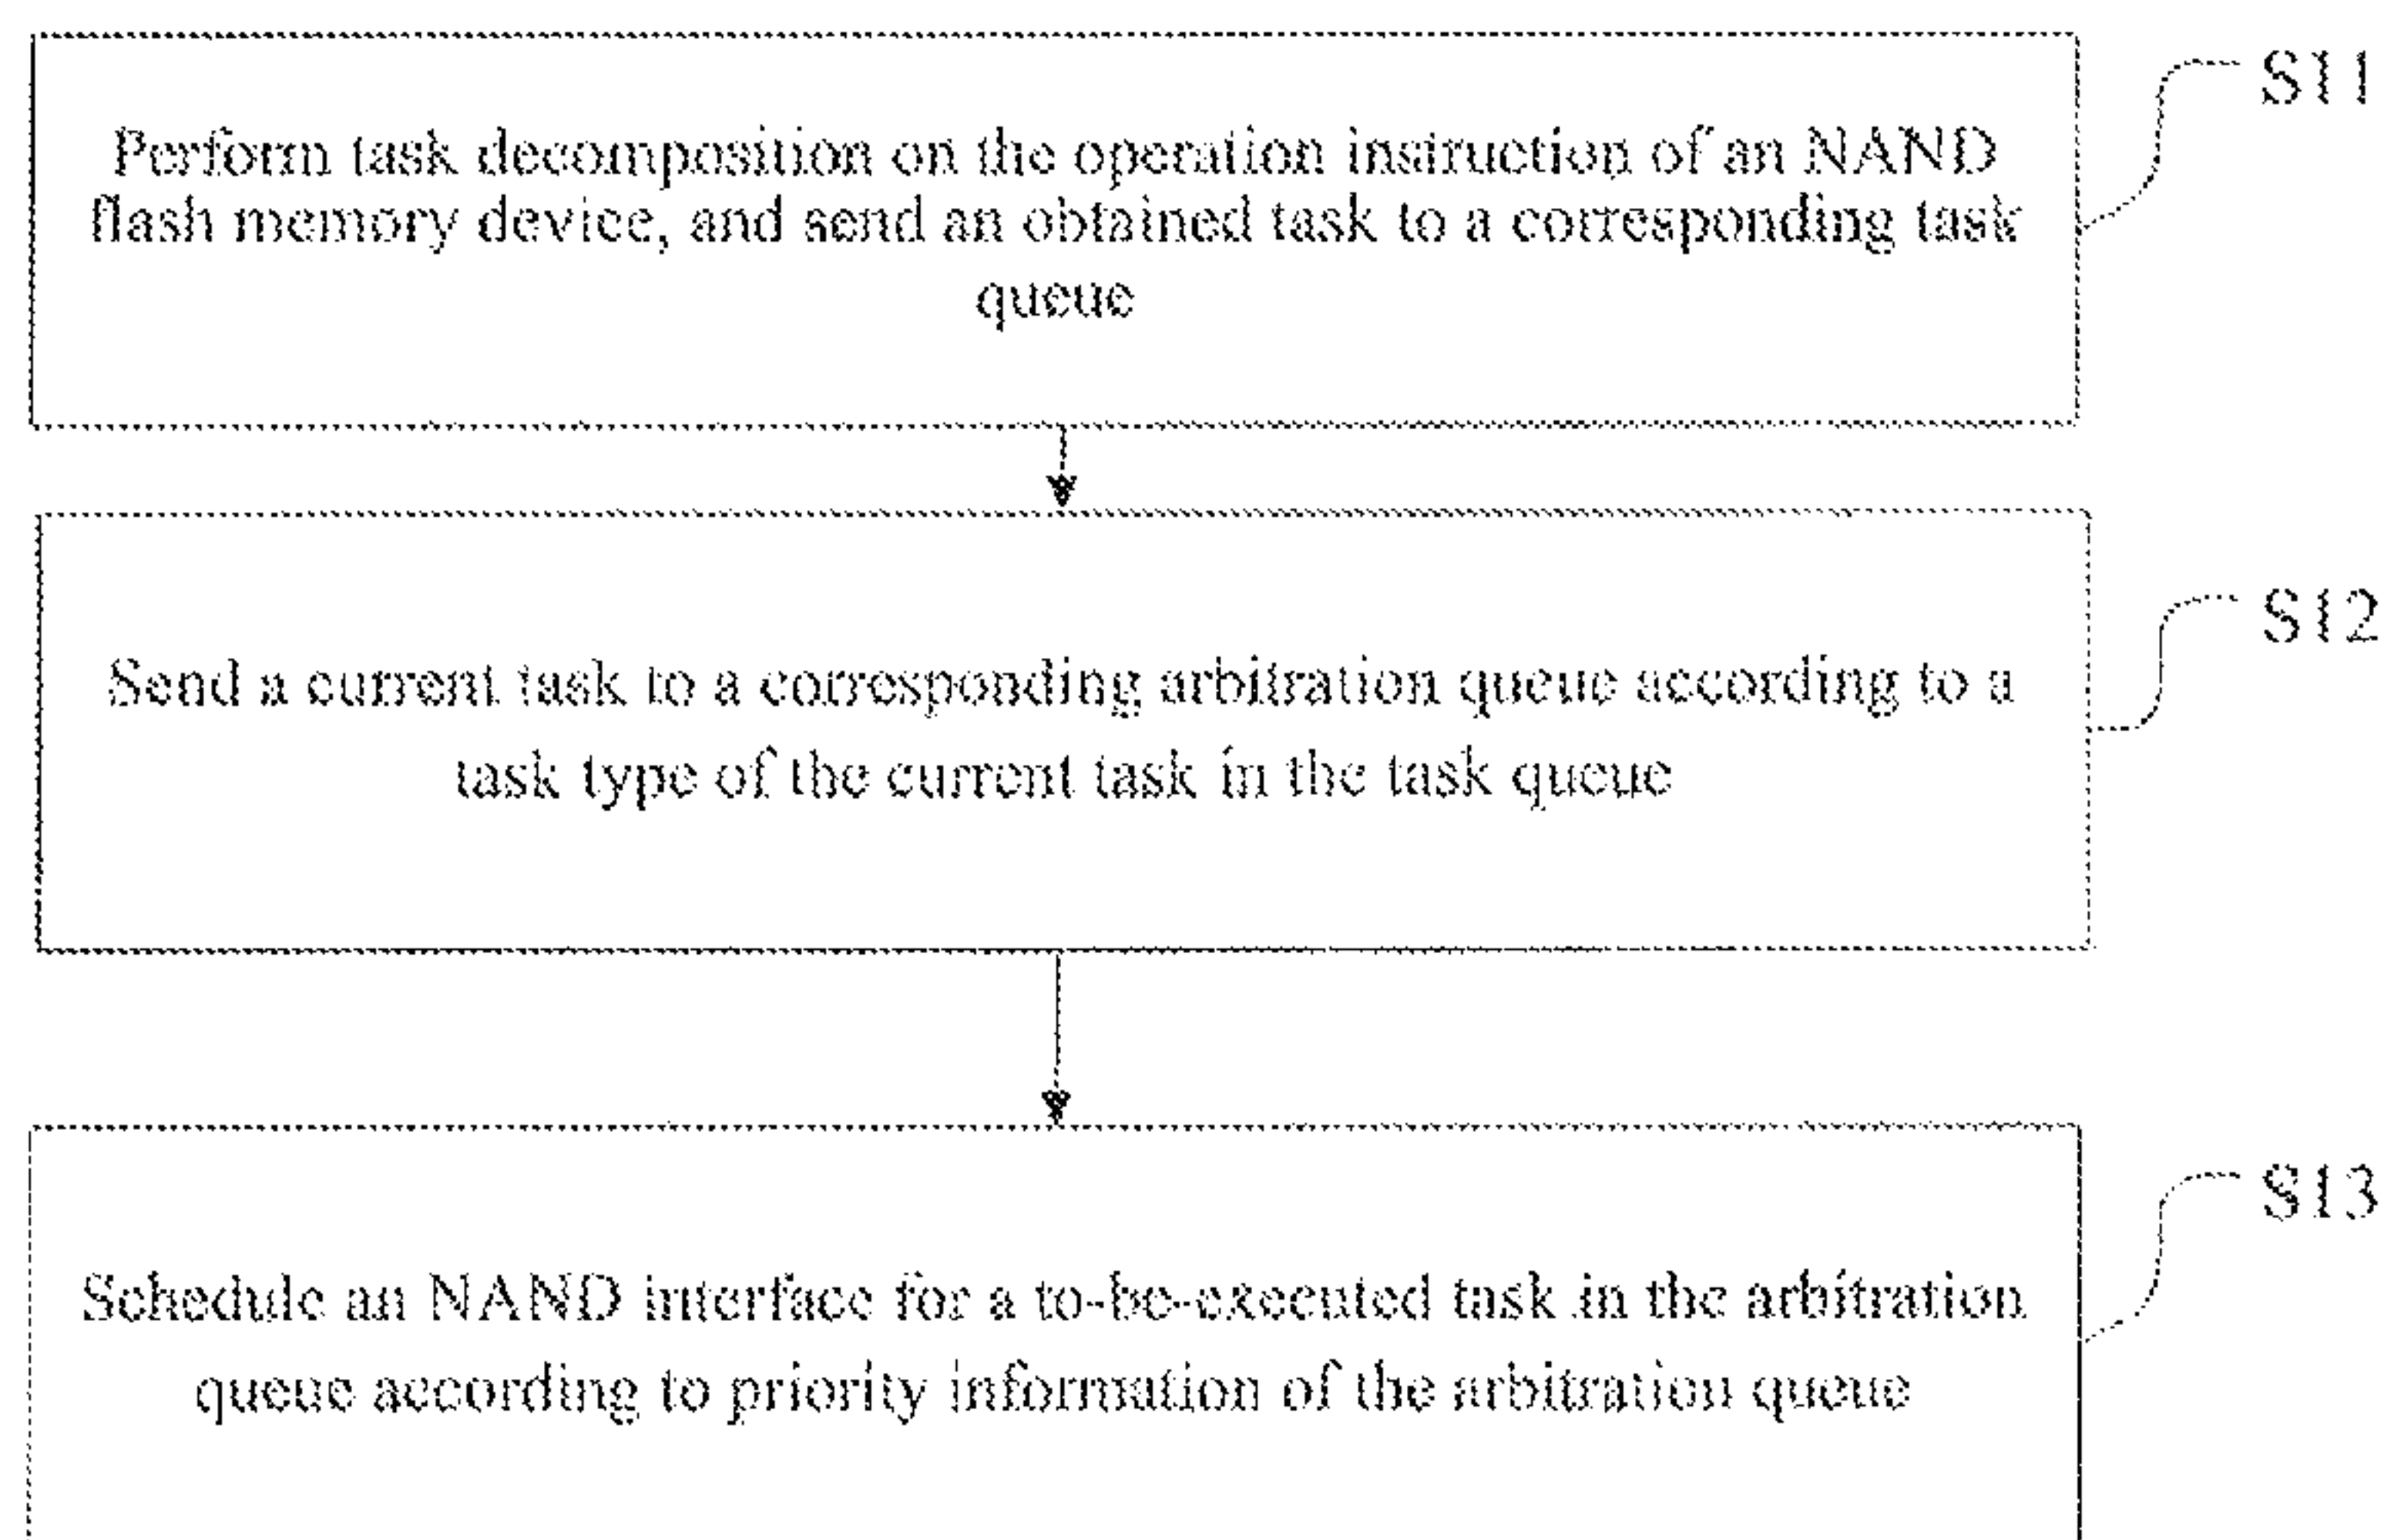 S11
Perform task decomposition on the operation instruction of an NAND
flash memory device, and send an obtained task to a corresponding task
queue
S12
Send a current task to a corresponding arbitration queue according to a
task type of the current task in the task queue
S13
Schedule an NAND interface for a to-be-executed task in the arbitration
queue according to priority information of the arbitration queue